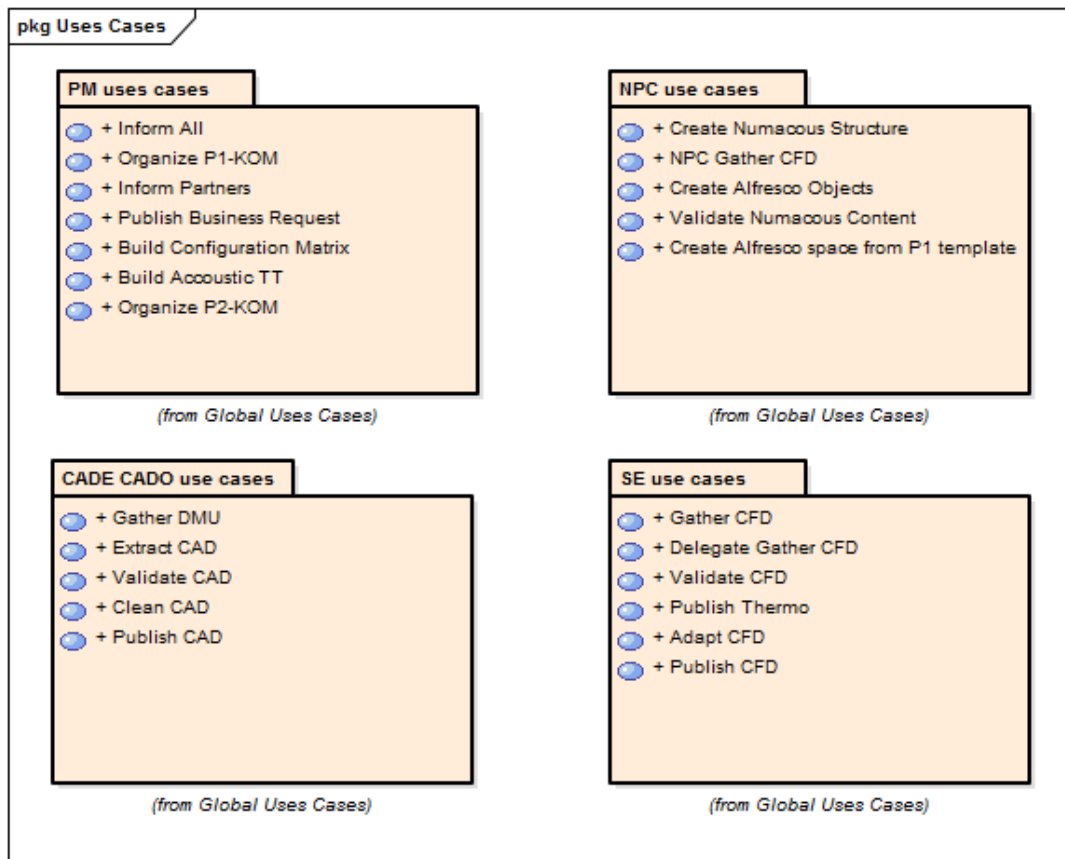 pkg Uses Cases
PM uses cases
+ Inform All
+ Organize P1-KOM
+ Inform Partners
+ Publish Business Request
+ Build Configuration Matrix
+ Build Accoustic TT
+ Organize P2-KOM
(from Global Uses Cases)
NPC use cases
+ Create Numacous Structure
+ NPC Gather CFD
+ Create Alfresco Objects
+ Validate Numacous Content
+ Create Alfresco space from P1 template
(from Global Uses Cases)
CADE CADO use cases
+ Gather DMU
+ Extract CAD
+ Validate CAD
+ Clean CAD
+ Publish CAD
(from Global Uses Cases)
SE use cases
+ Gather CFD
+ Delegate Gather CFD
+ Validate CFD
+ Publish Thermo
+ Adapt CFD
+ Publish CFD
(from Global Uses Cases)